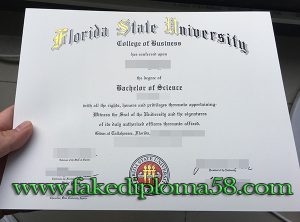 Florida State University
College of Business
has conferred upon
the degree of
Bachelor of Science
with all the rights, honors and privileges thereunto appertaining.
Witness the Seal of the University and the signatures
of its duly authorized officers thereunto affixed.
Given at Tallahassee, Florida,
www.fakediploma58.com